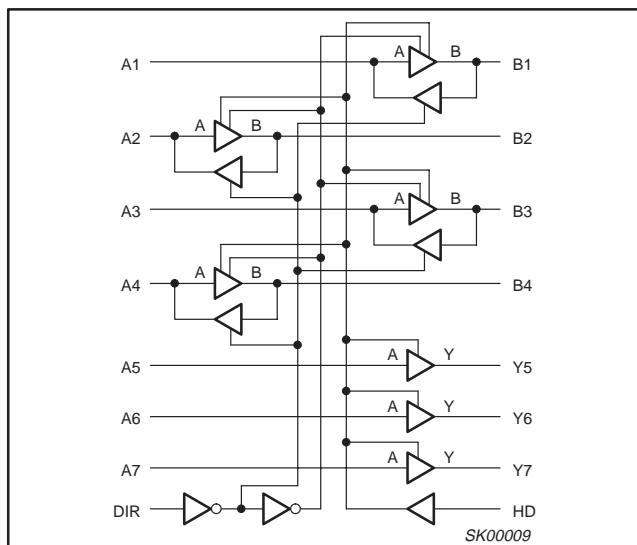 A1 A B B1
A2 A B B2
A3 A B B3
A4 A B B4
A5 A Y Y5
A6 A Y Y6
A7 A Y Y7
DIR HD
SK00009